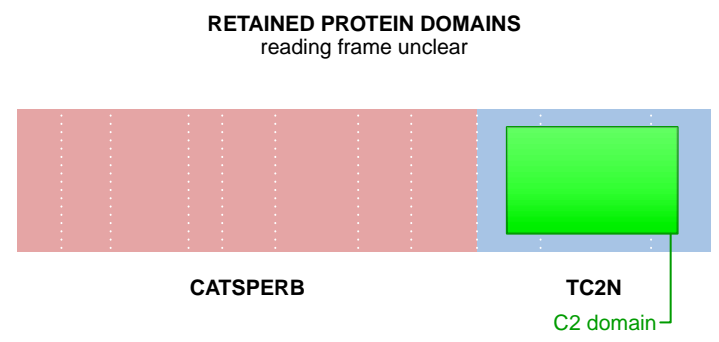 RETAINED PROTEIN DOMAINS
reading frame unclear
CATSPERB
TC2N
C2 domain